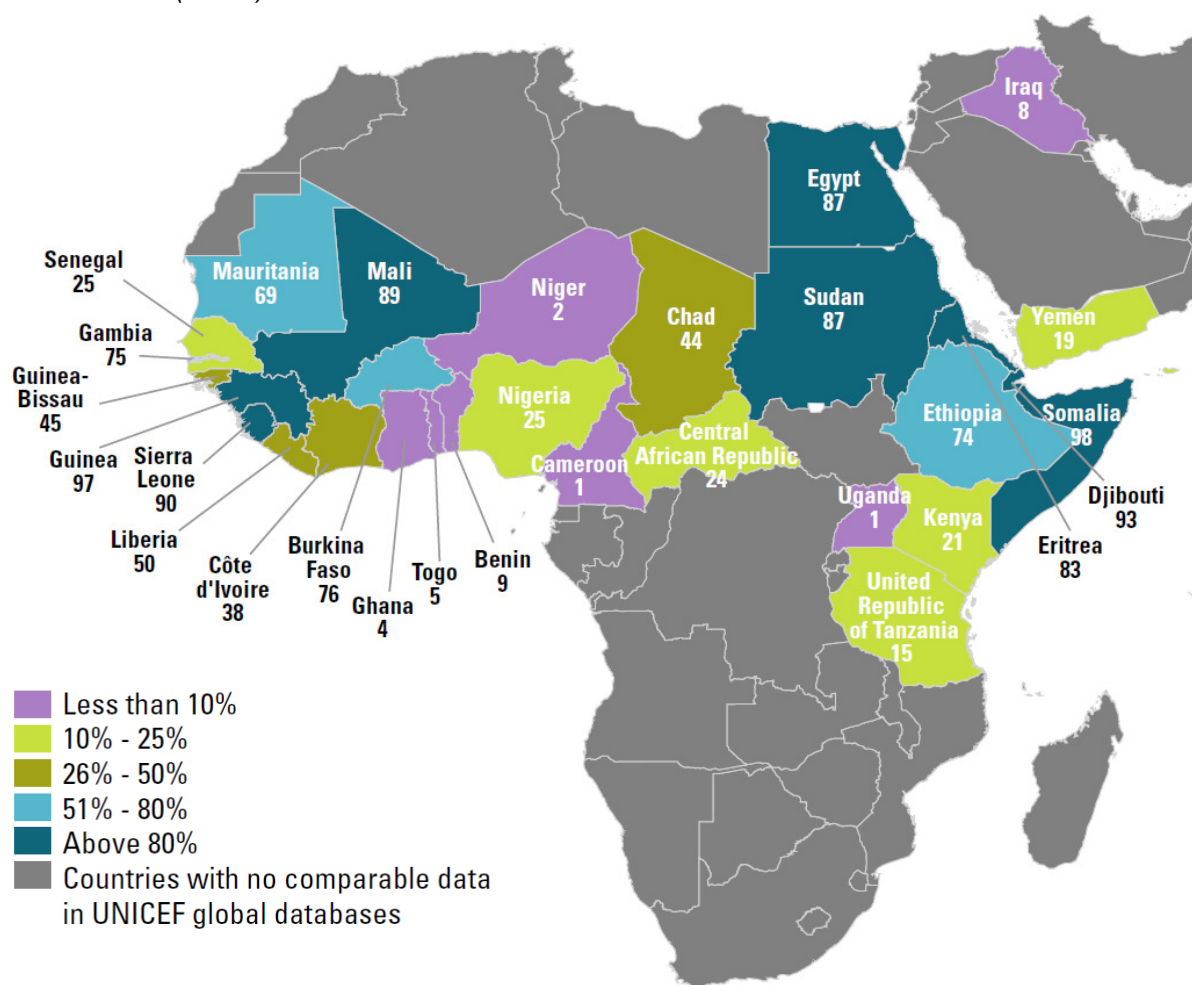 Iraq
8
Egypt
87
Senegal
25
Mauritania
69
Mali
89
Niger
2
Chad
44
Sudan
87
Yemen
19
Gambia
75
Guinea-
Bissau
45
Nigeria
25
Ethiopia
74
Somalia
98
Guinea
97
Sierra
Leone
90
Central
African Republic
24
Cameroon
1
Uganda
1
Kenya
21
Djibouti
93
Eritrea
83
Liberia
50
Côte
d'Ivoire
38
Burkina
Faso
76
Ghana
4
Togo
5
Benin
9
United
Republic
of Tanzania
15
Less than 10%
10% - 25%
26% - 50%
51% - 80%
Above 80%
Countries with no comparable data
in UNICEF global databases